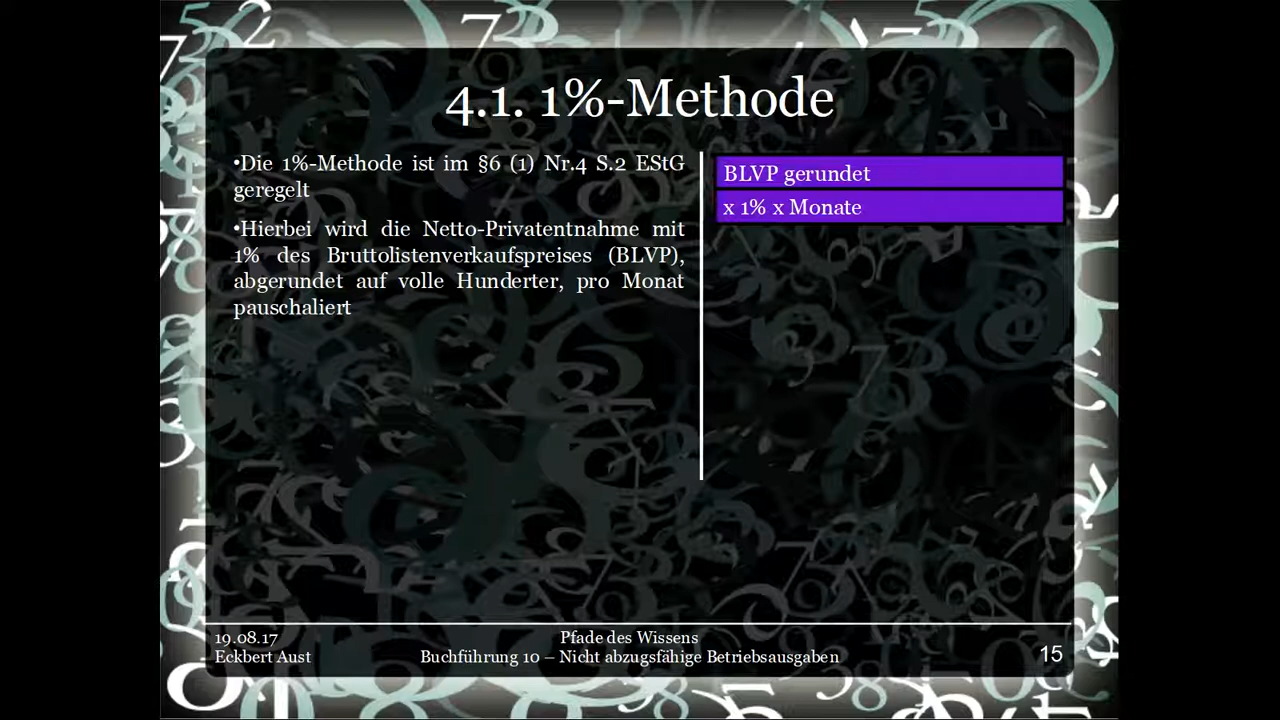 4.1. 1%-Methode
•Die 1%-Methode ist im §6 (1) Nr.4 S.2 EStG
geregelt
•Hierbei wird die Netto-Privatentnahme mit
1% des Bruttolistenverkaufspreises (BLVP),
abgerundet auf volle Hunderter, pro Monat
pauschaliert
BLVP gerundet
x 1% x Monate
19.08.17
Eckbert Aust
Pfade des Wissens
Buchführung 10 – Nicht abzugsfähige Betriebsausgaben
15